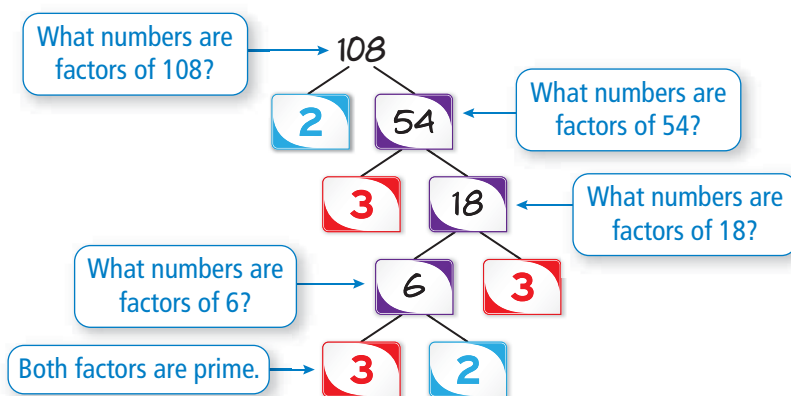 What numbers are
factors of 108?
108
2
54
What numbers are
factors of 54?
3
18
What numbers are
factors of 18?
What numbers are
factors of 6?
6
3
Both factors are prime.
3
2